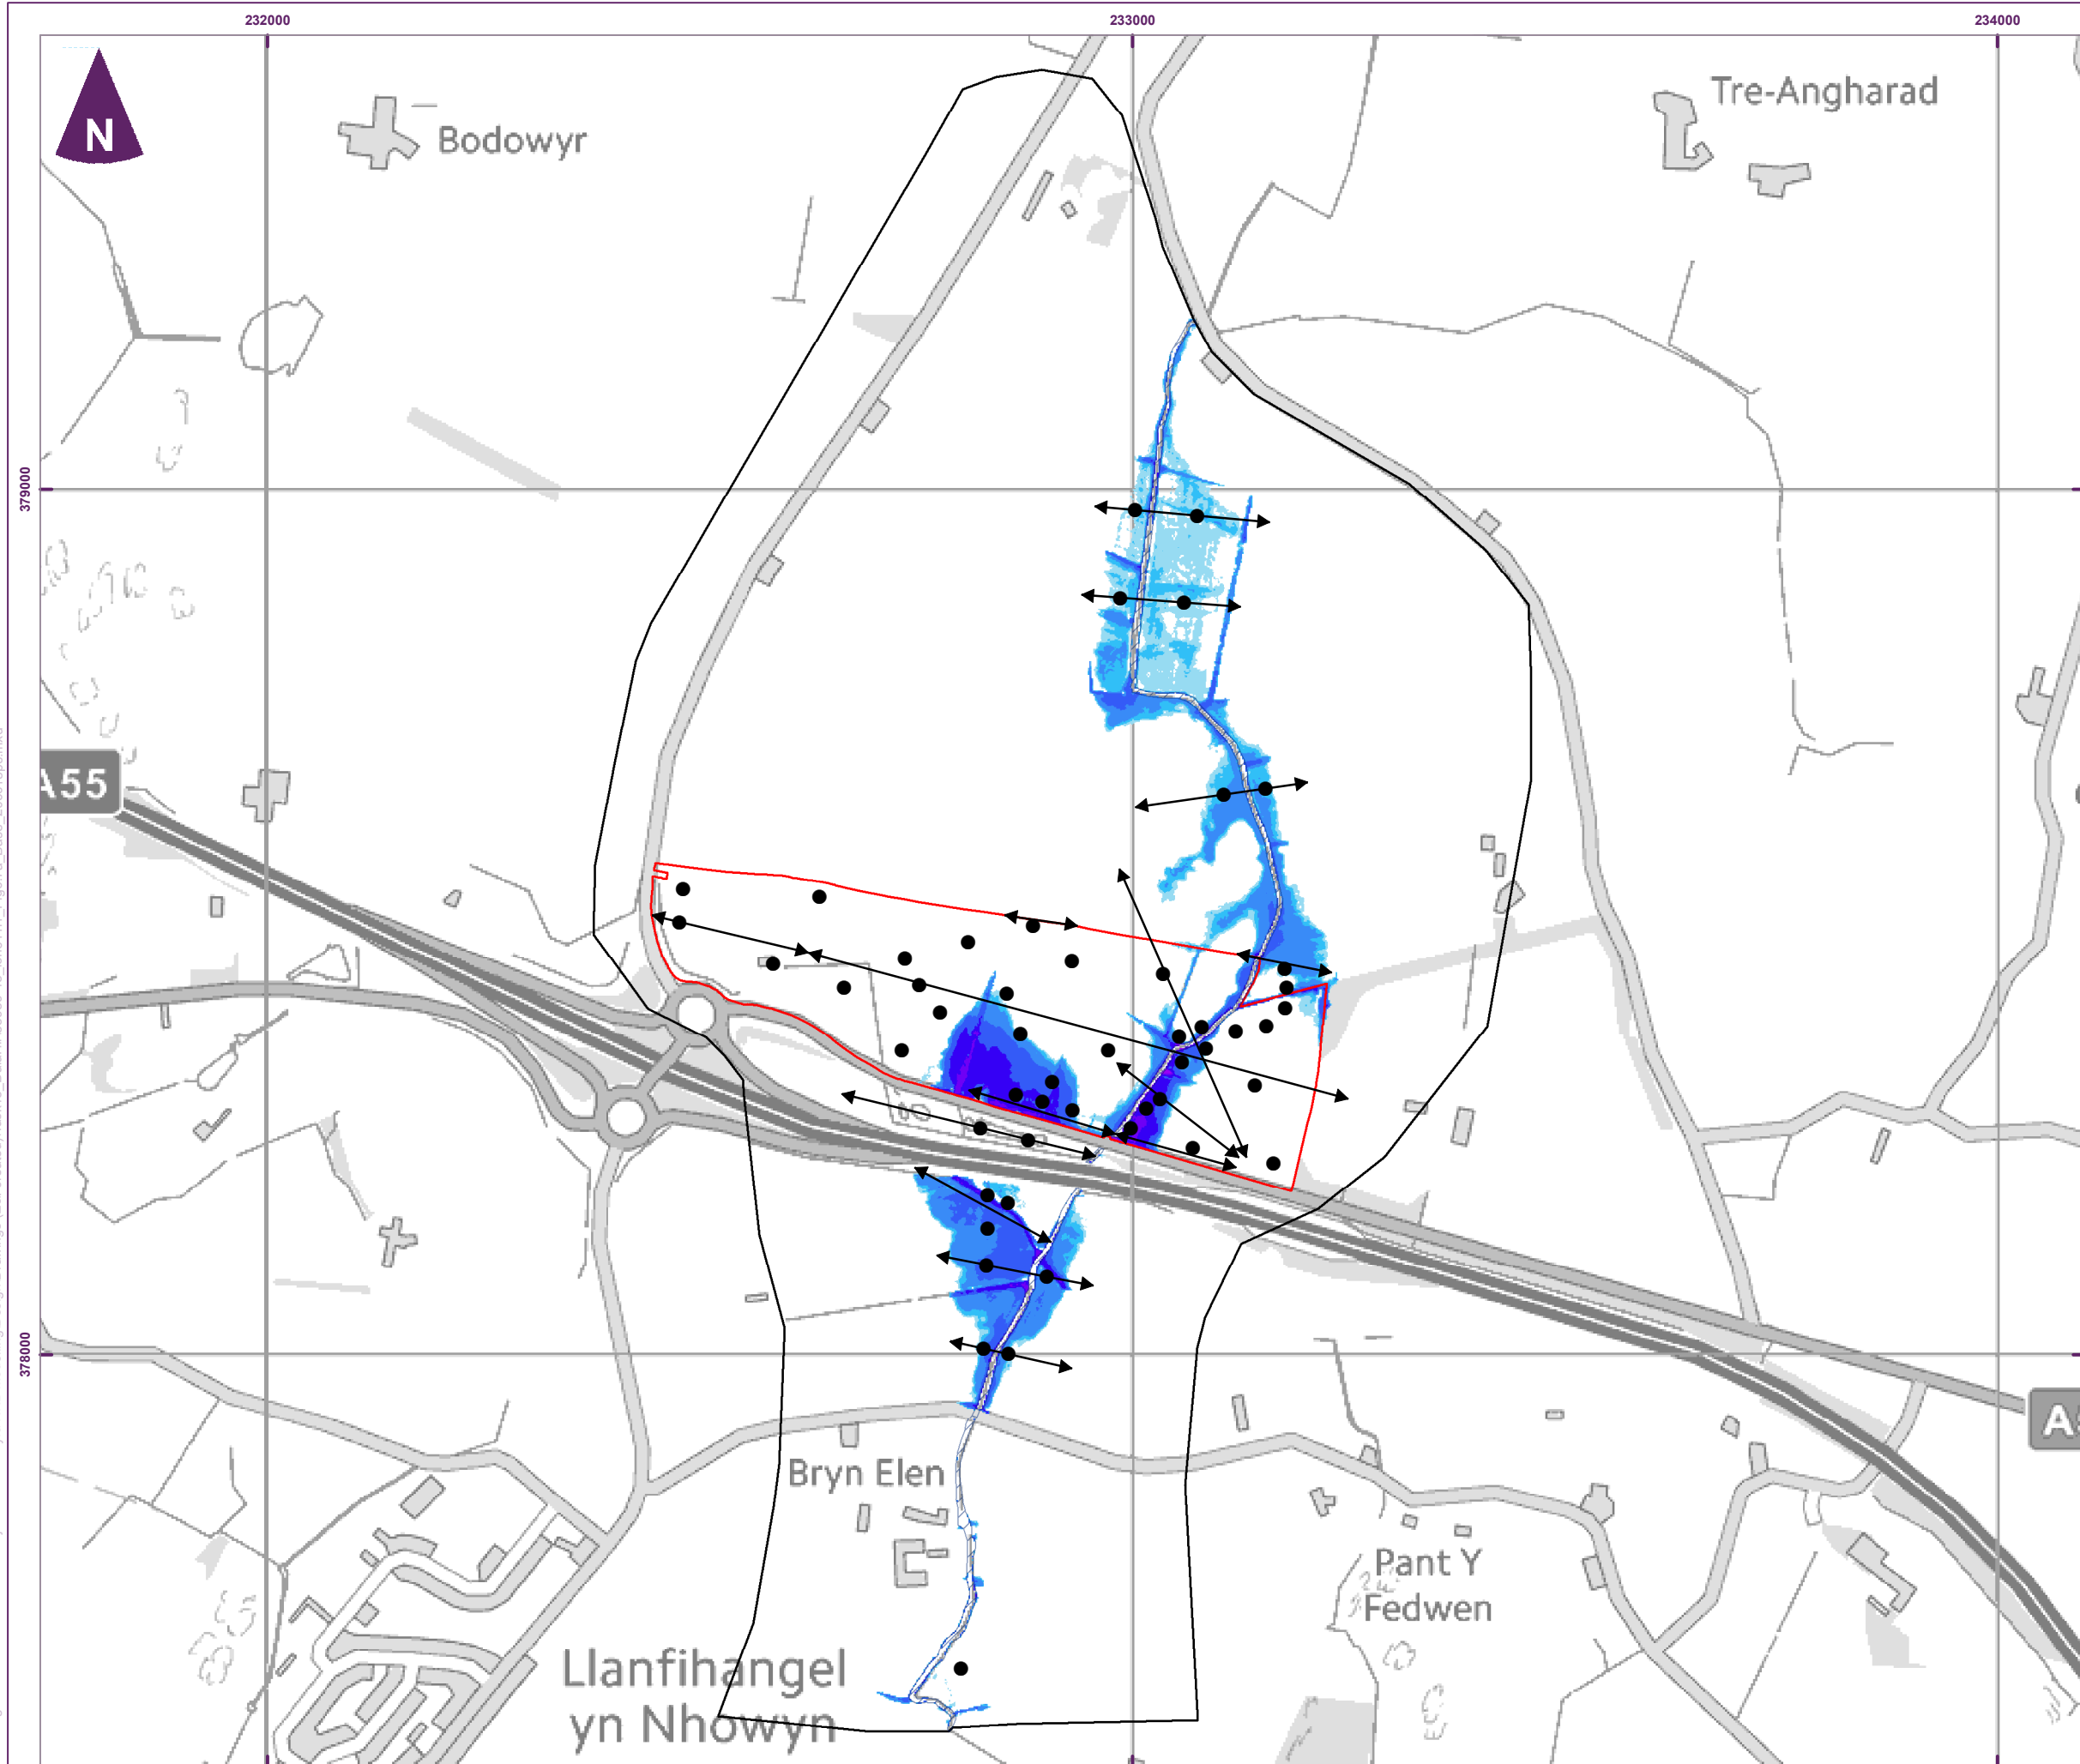 232000
233000
234000
N
Bodowyr
Tre-Angharad
379000
A55
378000
Bryn Elen
Pant Y
Fedwen
Llanfihangel
yn Nhowyn